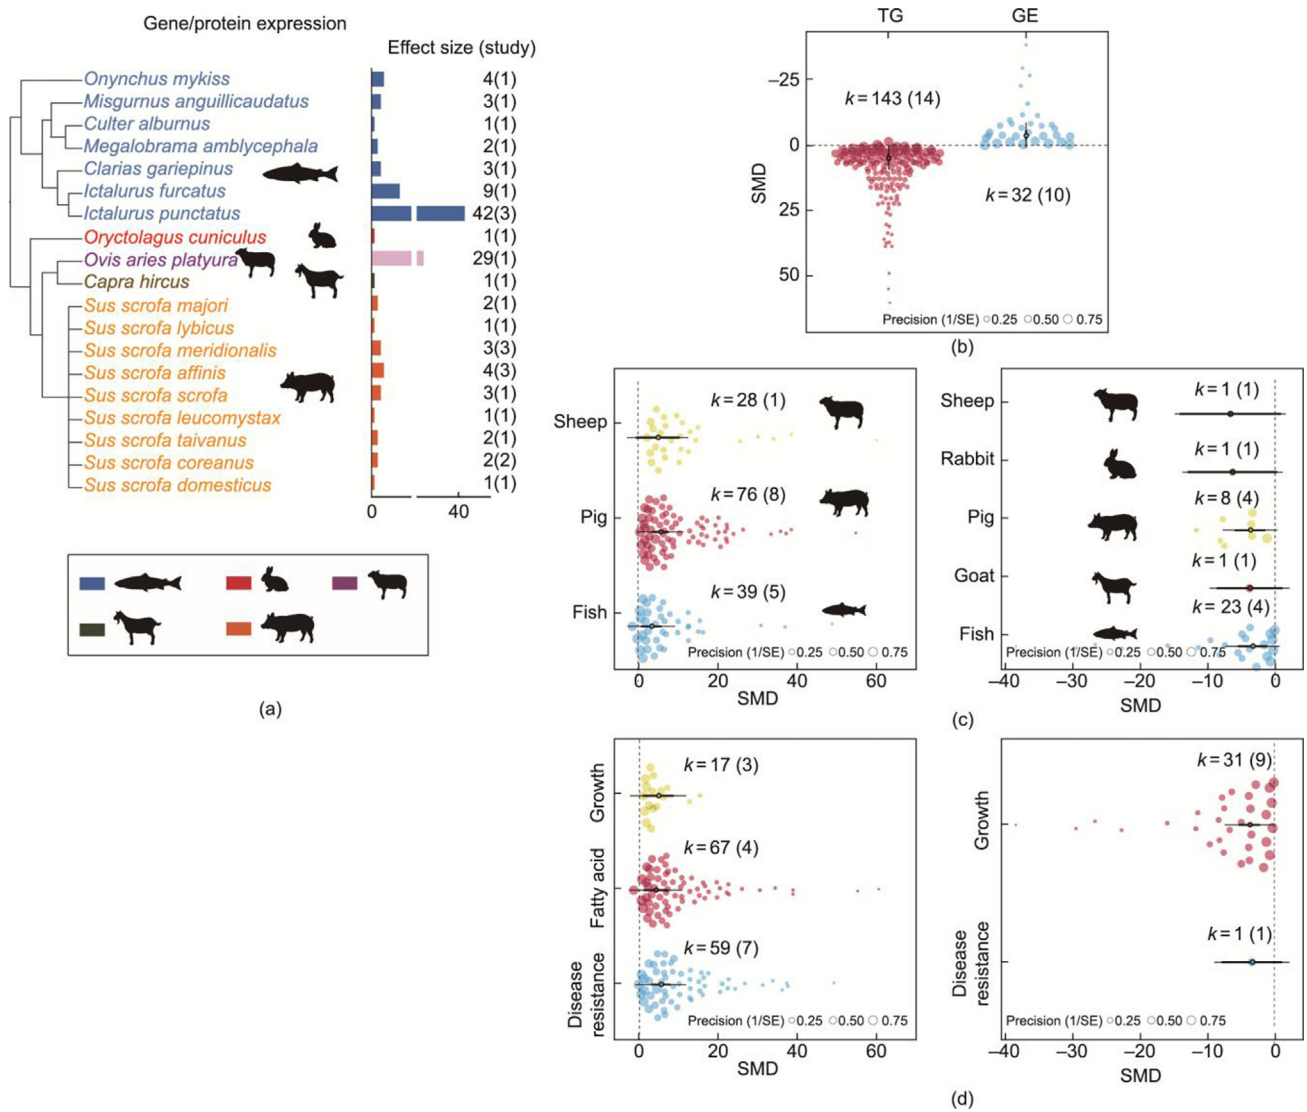 Gene/protein expression
Effect size (study)
Onynchus mykiss 4(1)
Misgurnus anguillicaudatus 3(1)
Culter alburnus 1(1)
Megalobrama amblycephala 2(1)
Clarias gariepinus 3(1)
Ictalurus furcatus 9(1)
Ictalurus punctatus 42(3)
Oryctolagus cuniculus 1(1)
Ovis aries platyura 29(1)
Capra hircus 1(1)
Sus scrofa majori 2(1)
Sus scrofa lybicus 1(1)
Sus scrofa meridionalis 3(3)
Sus scrofa affinis 4(3)
Sus scrofa scrofa 3(1)
Sus scrofa leucomystax 1(1)
Sus scrofa taivanus 2(1)
Sus scrofa coreanus 2(2)
Sus scrofa domesticus 1(1)
0 40
(a)
TG GE
SMD
−25
0
25
50
k = 143 (14)
k = 32 (10)
Precision (1/SE) 0.25 0.50 0.75
(b)
Sheep
Pig
Fish
k = 28 (1)
k = 76 (8)
k = 39 (5)
Precision (1/SE) 0.25 0.50 0.75
0 20 40 60
SMD
Sheep
Rabbit
Pig
Goat
Fish
k = 1 (1)
k = 1 (1)
k = 8 (4)
k = 1 (1)
k = 23 (4)
Precision (1/SE) 0.25 0.50 0.75
−40 −30 −20 −10 0
SMD
(c)
Growth
Fatty acid
Disease
resistance
k = 17 (3)
k = 67 (4)
k = 59 (7)
Precision (1/SE) 0.25 0.50 0.75
0 20 40 60
SMD
Growth
Disease
resistance
k = 31 (9)
k = 1 (1)
Precision (1/SE) 0.25 0.50 0.75
−40 −30 −20 −10 0
SMD
(d)